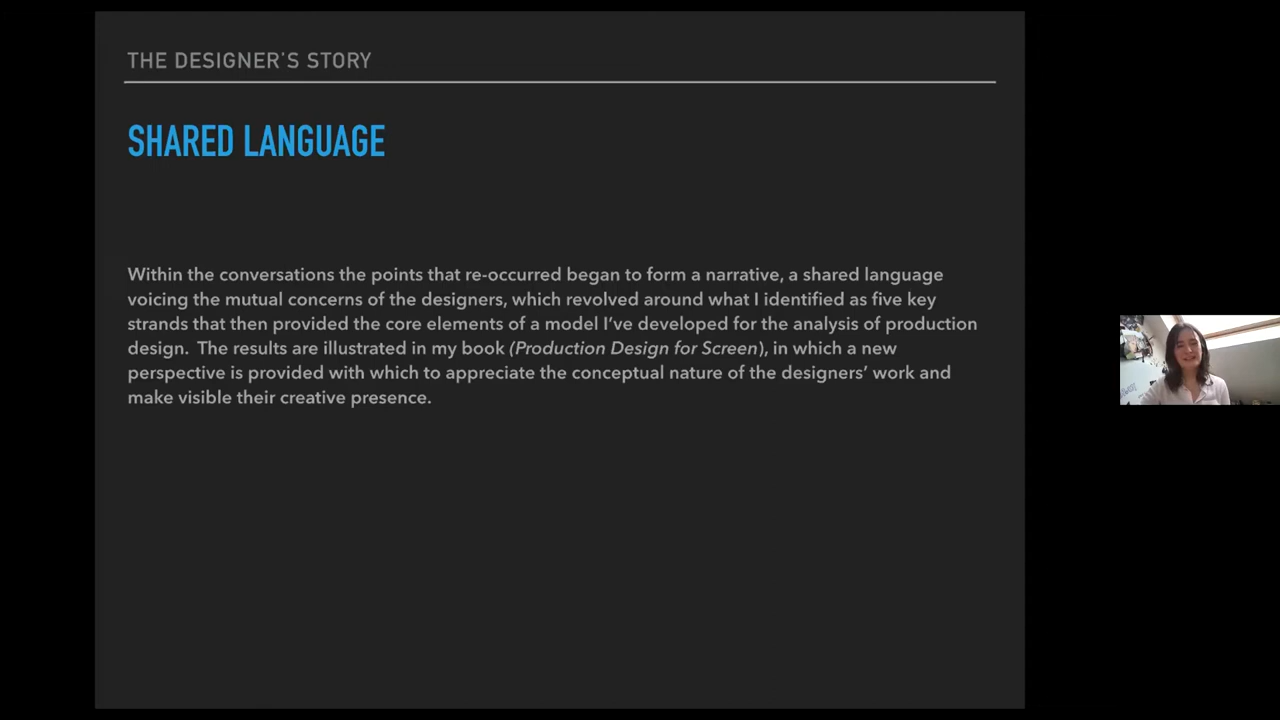 THE DESIGNER'S STORY
SHARED LANGUAGE
Within the conversations the points that re-occurred began to form a narrative, a shared language
voicing the mutual concerns of the designers, which revolved around what I identified as five key
strands that then provided the core elements of a model I've developed for the analysis of production
design.  The results are illustrated in my book (Production Design for Screen), in which a new
perspective is provided with which to appreciate the conceptual nature of the designers' work and
make visible their creative presence.